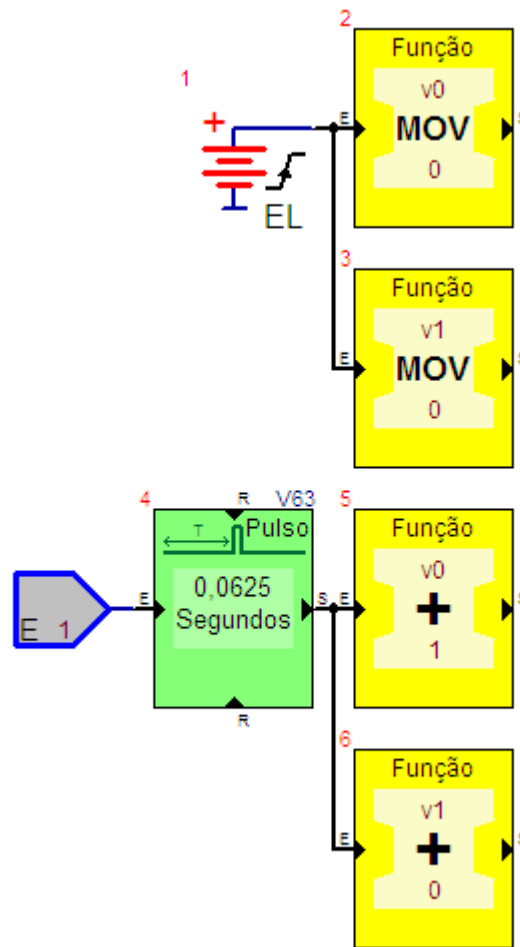 1
+
EL
2
Função
v0
MOV
0
E
S
3
Função
v1
MOV
0
E
S
4
R
V63
T
Pulso
0,0625
Segundos
E
S
R
E 1
5
Função
v0
+
1
E
S
6
Função
v1
+
0
E
S